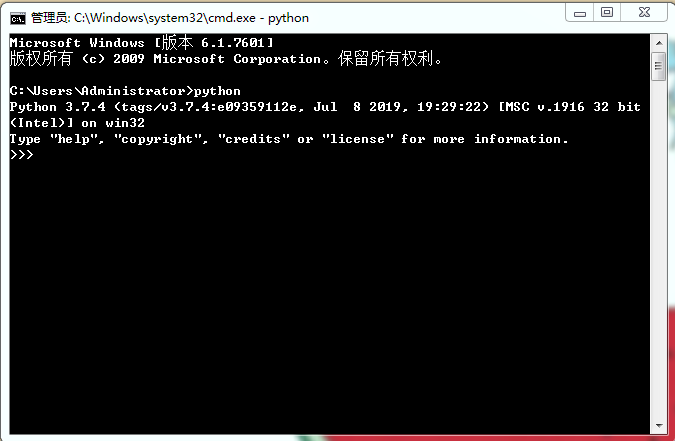 管理员: C:\Windows\system32\cmd.exe - python
Microsoft Windows [版本 6.1.7601]
版权所有 (c) 2009 Microsoft Corporation。保留所有权利。
C:\Users\Administrator>python
Python 3.7.4 (tags/v3.7.4:e09359112e, Jul  8 2019, 19:29:22) [MSC v.1916 32 bit
(Intel)] on win32
Type "help", "copyright", "credits" or "license" for more information.
>>>